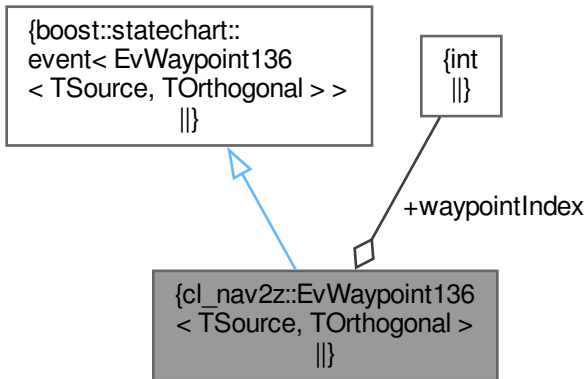 {boost::statechart::
event< EvWaypoint136
< TSource, TOrthogonal > >
||}
{int
||}
+waypointIndex
{cl_nav2z::EvWaypoint136
< TSource, TOrthogonal >
||}